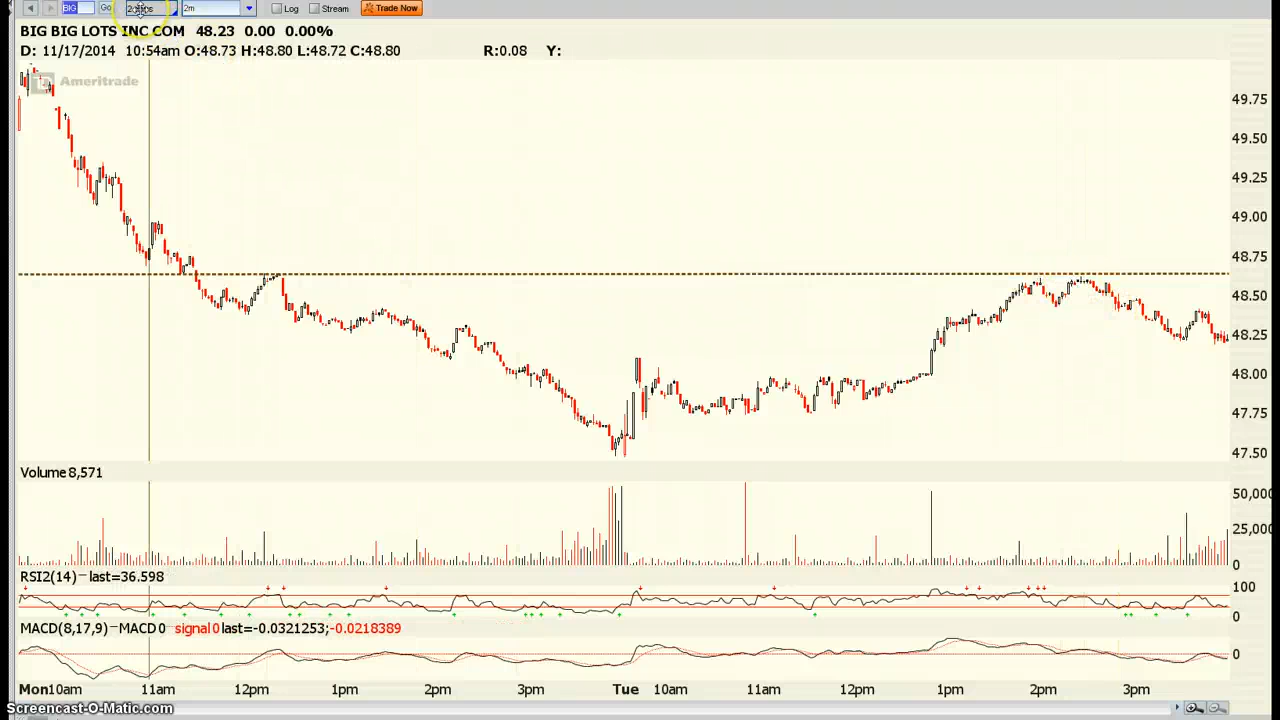 BIG Go 2m Log Stream Trade Now
BIG BIG LOTS INC COM 48.23 0.00 0.00%
D: 11/17/2014 10:54am O:48.73 H:48.80 L:48.72 C:48.80 R:0.08 Y:
Ameritrade
49.75
49.50
49.25
49.00
48.75
48.50
48.25
48.00
47.75
47.50
Volume 8,571
50,000
25,000
0
RSI2(14)−last=36.598
100
0
MACD(8,17,9)−MACD 0 signal 0 last=-0.0321253;-0.0218389
0
Mon 10am 11am 12pm 1pm 2pm 3pm Tue 10am 11am 12pm 1pm 2pm 3pm
Screencast-O-Matic.com